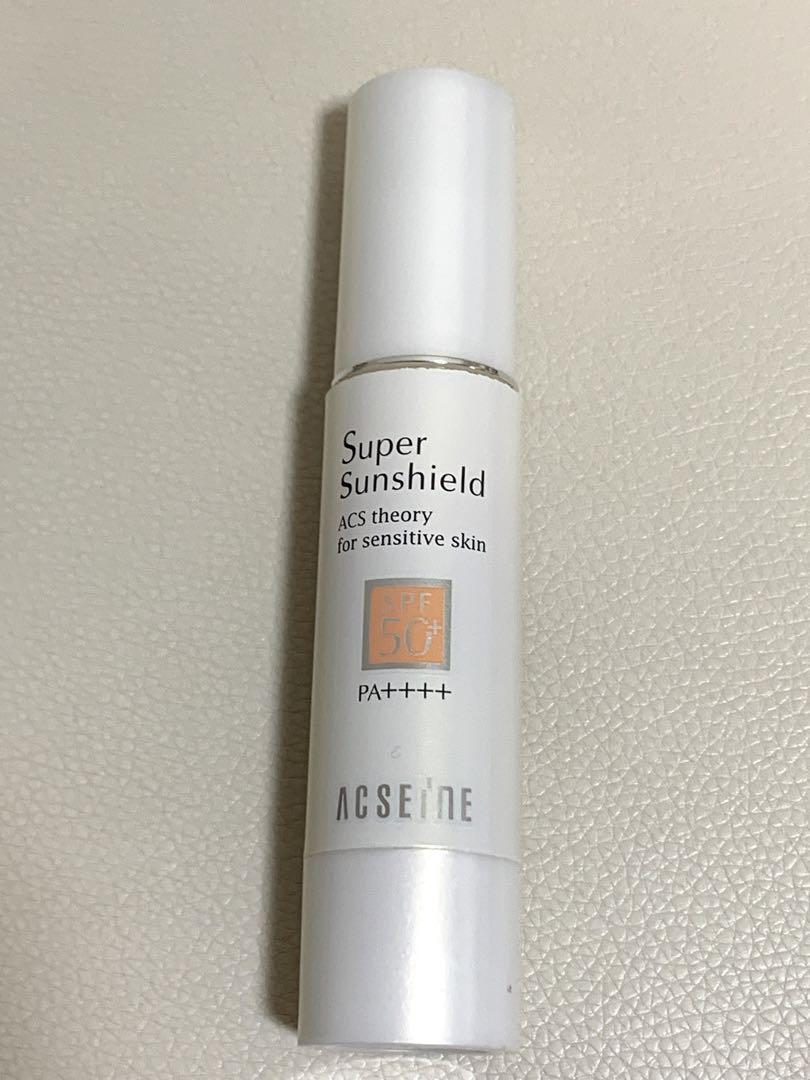 Super
Sunshield
ACS theory
for sensitive skin
SPF
50+
PA++++
ACSEINE